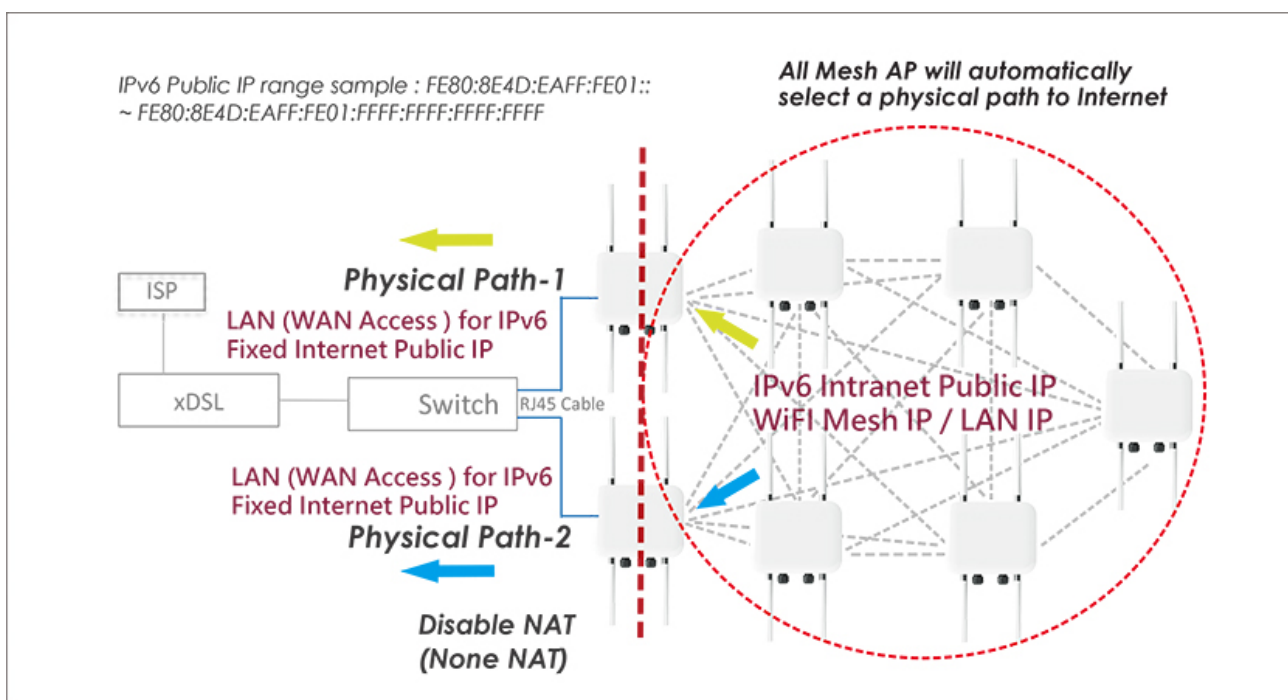 IPv6 Public IP range sample : FE80:8E4D:EAFF:FE01::
~ FE80:8E4D:EAFF:FE01:FFFF:FFFF:FFFF:FFFF
All Mesh AP will automatically
select a physical path to Internet
Physical Path-1
ISP
LAN (WAN Access ) for IPv6
Fixed Internet Public IP
xDSL
Switch
RJ45 Cable
IPv6 Intranet Public IP
WiFI Mesh IP / LAN IP
LAN (WAN Access ) for IPv6
Fixed Internet Public IP
Physical Path-2
Disable NAT
(None NAT)